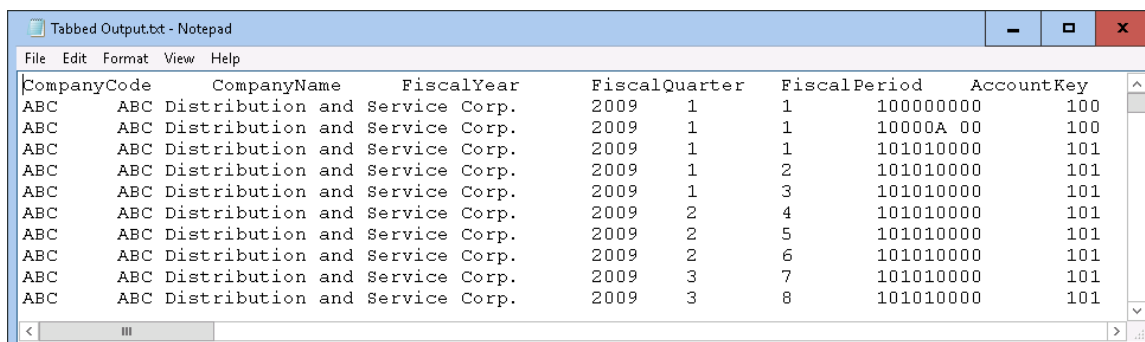 Tabbed Output.txt - Notepad
File Edit Format View Help
CompanyCode CompanyName FiscalYear FiscalQuarter FiscalPeriod AccountKey
ABC ABC Distribution and Service Corp. 2009 1 1 100000000 100
ABC ABC Distribution and Service Corp. 2009 1 1 10000A 00 100
ABC ABC Distribution and Service Corp. 2009 1 1 101010000 101
ABC ABC Distribution and Service Corp. 2009 1 2 101010000 101
ABC ABC Distribution and Service Corp. 2009 1 3 101010000 101
ABC ABC Distribution and Service Corp. 2009 2 4 101010000 101
ABC ABC Distribution and Service Corp. 2009 2 5 101010000 101
ABC ABC Distribution and Service Corp. 2009 2 6 101010000 101
ABC ABC Distribution and Service Corp. 2009 3 7 101010000 101
ABC ABC Distribution and Service Corp. 2009 3 8 101010000 101